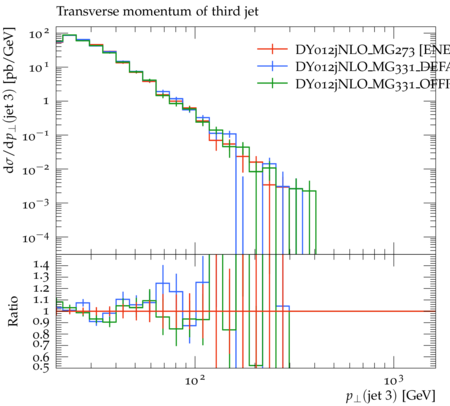 Transverse momentum of third jet
dσ/dp⊥(jet 3) [pb/GeV]
10²
10
1
10⁻¹
10⁻²
10⁻³
10⁻⁴
DY012jNLO_MG273 [ENE
DY012jNLO_MG331_DEFA
DY012jNLO_MG331_OFFI
Ratio
1.4
1.3
1.2
1.1
1
0.9
0.8
0.7
0.6
0.5
10²
10³
p⊥(jet 3) [GeV]